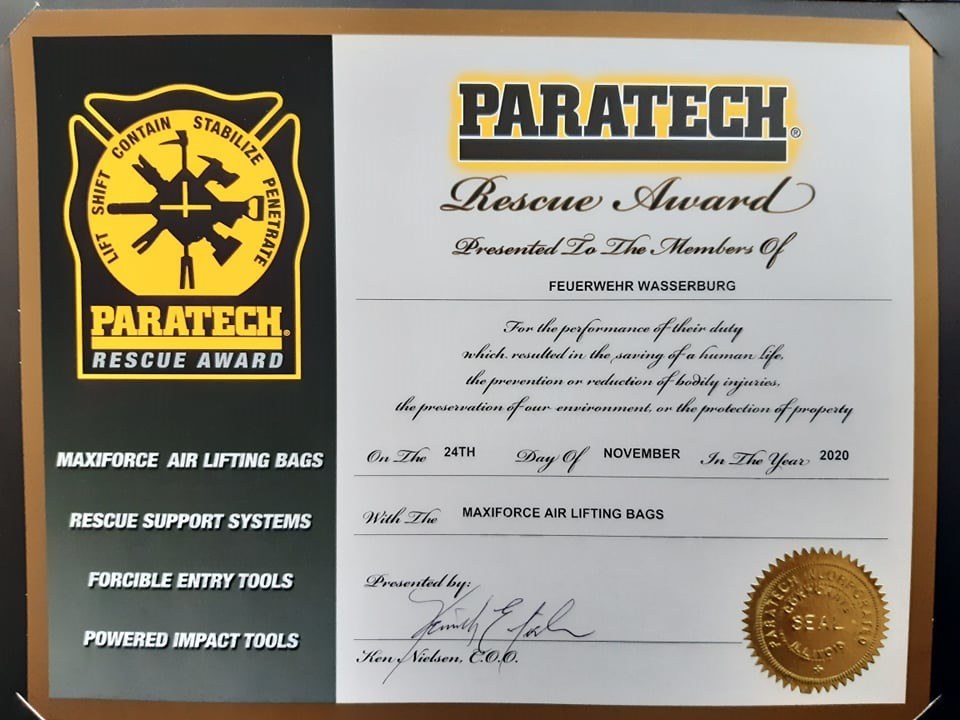 LIFT SHIFT CONTAIN STABILIZE PENETRATE
PARATECH®
RESCUE AWARD
MAXIFORCE AIR LIFTING BAGS
RESCUE SUPPORT SYSTEMS
FORCIBLE ENTRY TOOLS
POWERED IMPACT TOOLS
PARATECH®
Rescue Award
Presented To The Members Of
FEUERWEHR WASSERBURG
For the performance of their duty
which resulted in the saving of a human life,
the prevention or reduction of bodily injuries,
the preservation of our environment, or the protection of property
On The 24TH Day Of NOVEMBER In The Year 2020
With The MAXIFORCE AIR LIFTING BAGS
Presented by:
Ken Nielsen, C.O.O.
PARATECH INCORPORATED
CORPORATE
SEAL
ILLINOIS